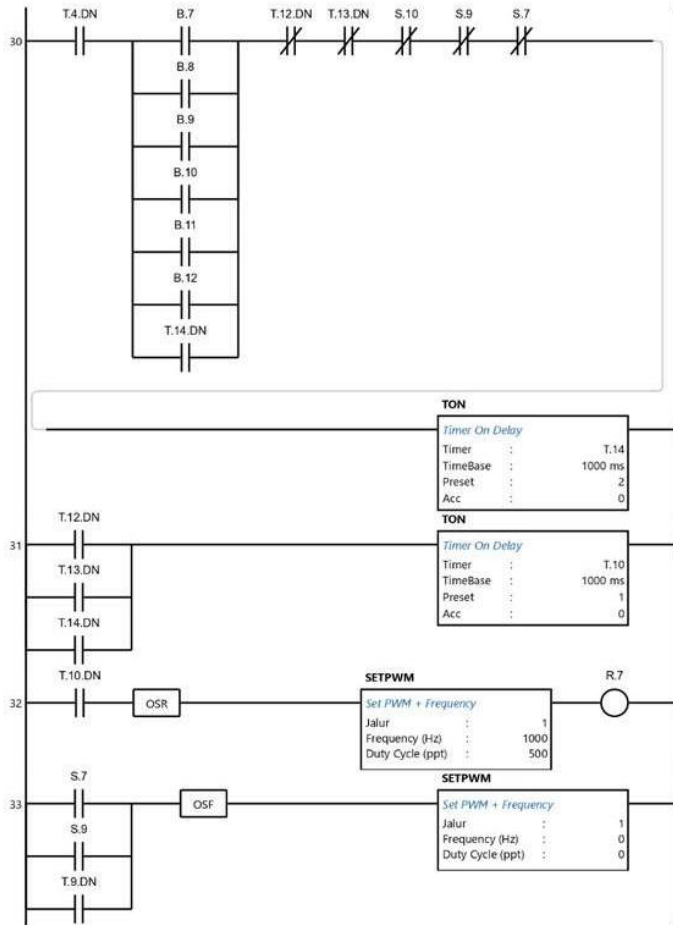 T.4.DN B.7 T.12.DN T.13.DN S.10 S.9 S.7
30
B.8
B.9
B.10
B.11
B.12
T.14.DN
TON
Timer On Delay
Timer : T.14
TimeBase : 1000 ms
Preset : 2
Acc : 0
T.12.DN
TON
31
Timer On Delay
T.13.DN
Timer : T.10
TimeBase : 1000 ms
Preset : 1
T.14.DN
Acc : 0
T.10.DN
SETPWM R.7
32 OSR
Set PWM + Frequency
Jalur : 1
Frequency (Hz) : 1000
Duty Cycle (ppt) : 500
S.7
SETPWM
33 OSF
Set PWM + Frequency
S.9
Jalur : 1
Frequency (Hz) : 0
Duty Cycle (ppt) : 0
T.9.DN